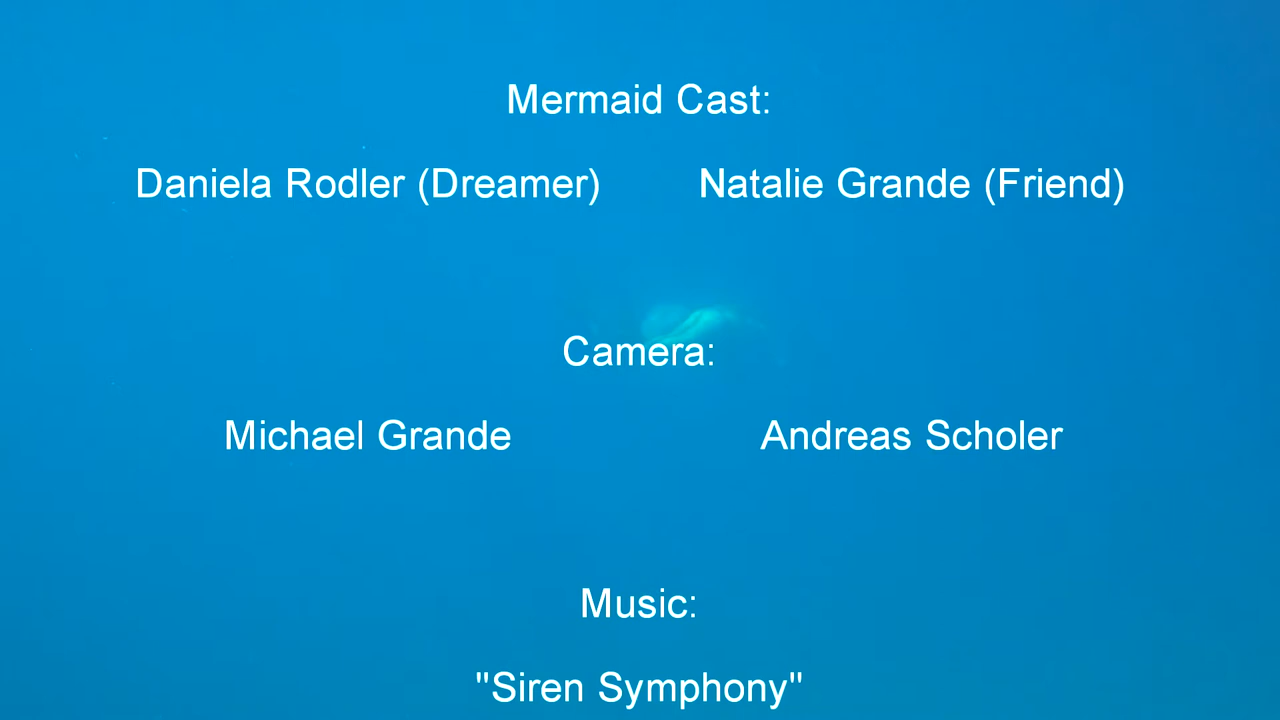 Mermaid Cast:
Daniela Rodler (Dreamer) Natalie Grande (Friend)
Camera:
Michael Grande Andreas Scholer
Music:
"Siren Symphony"